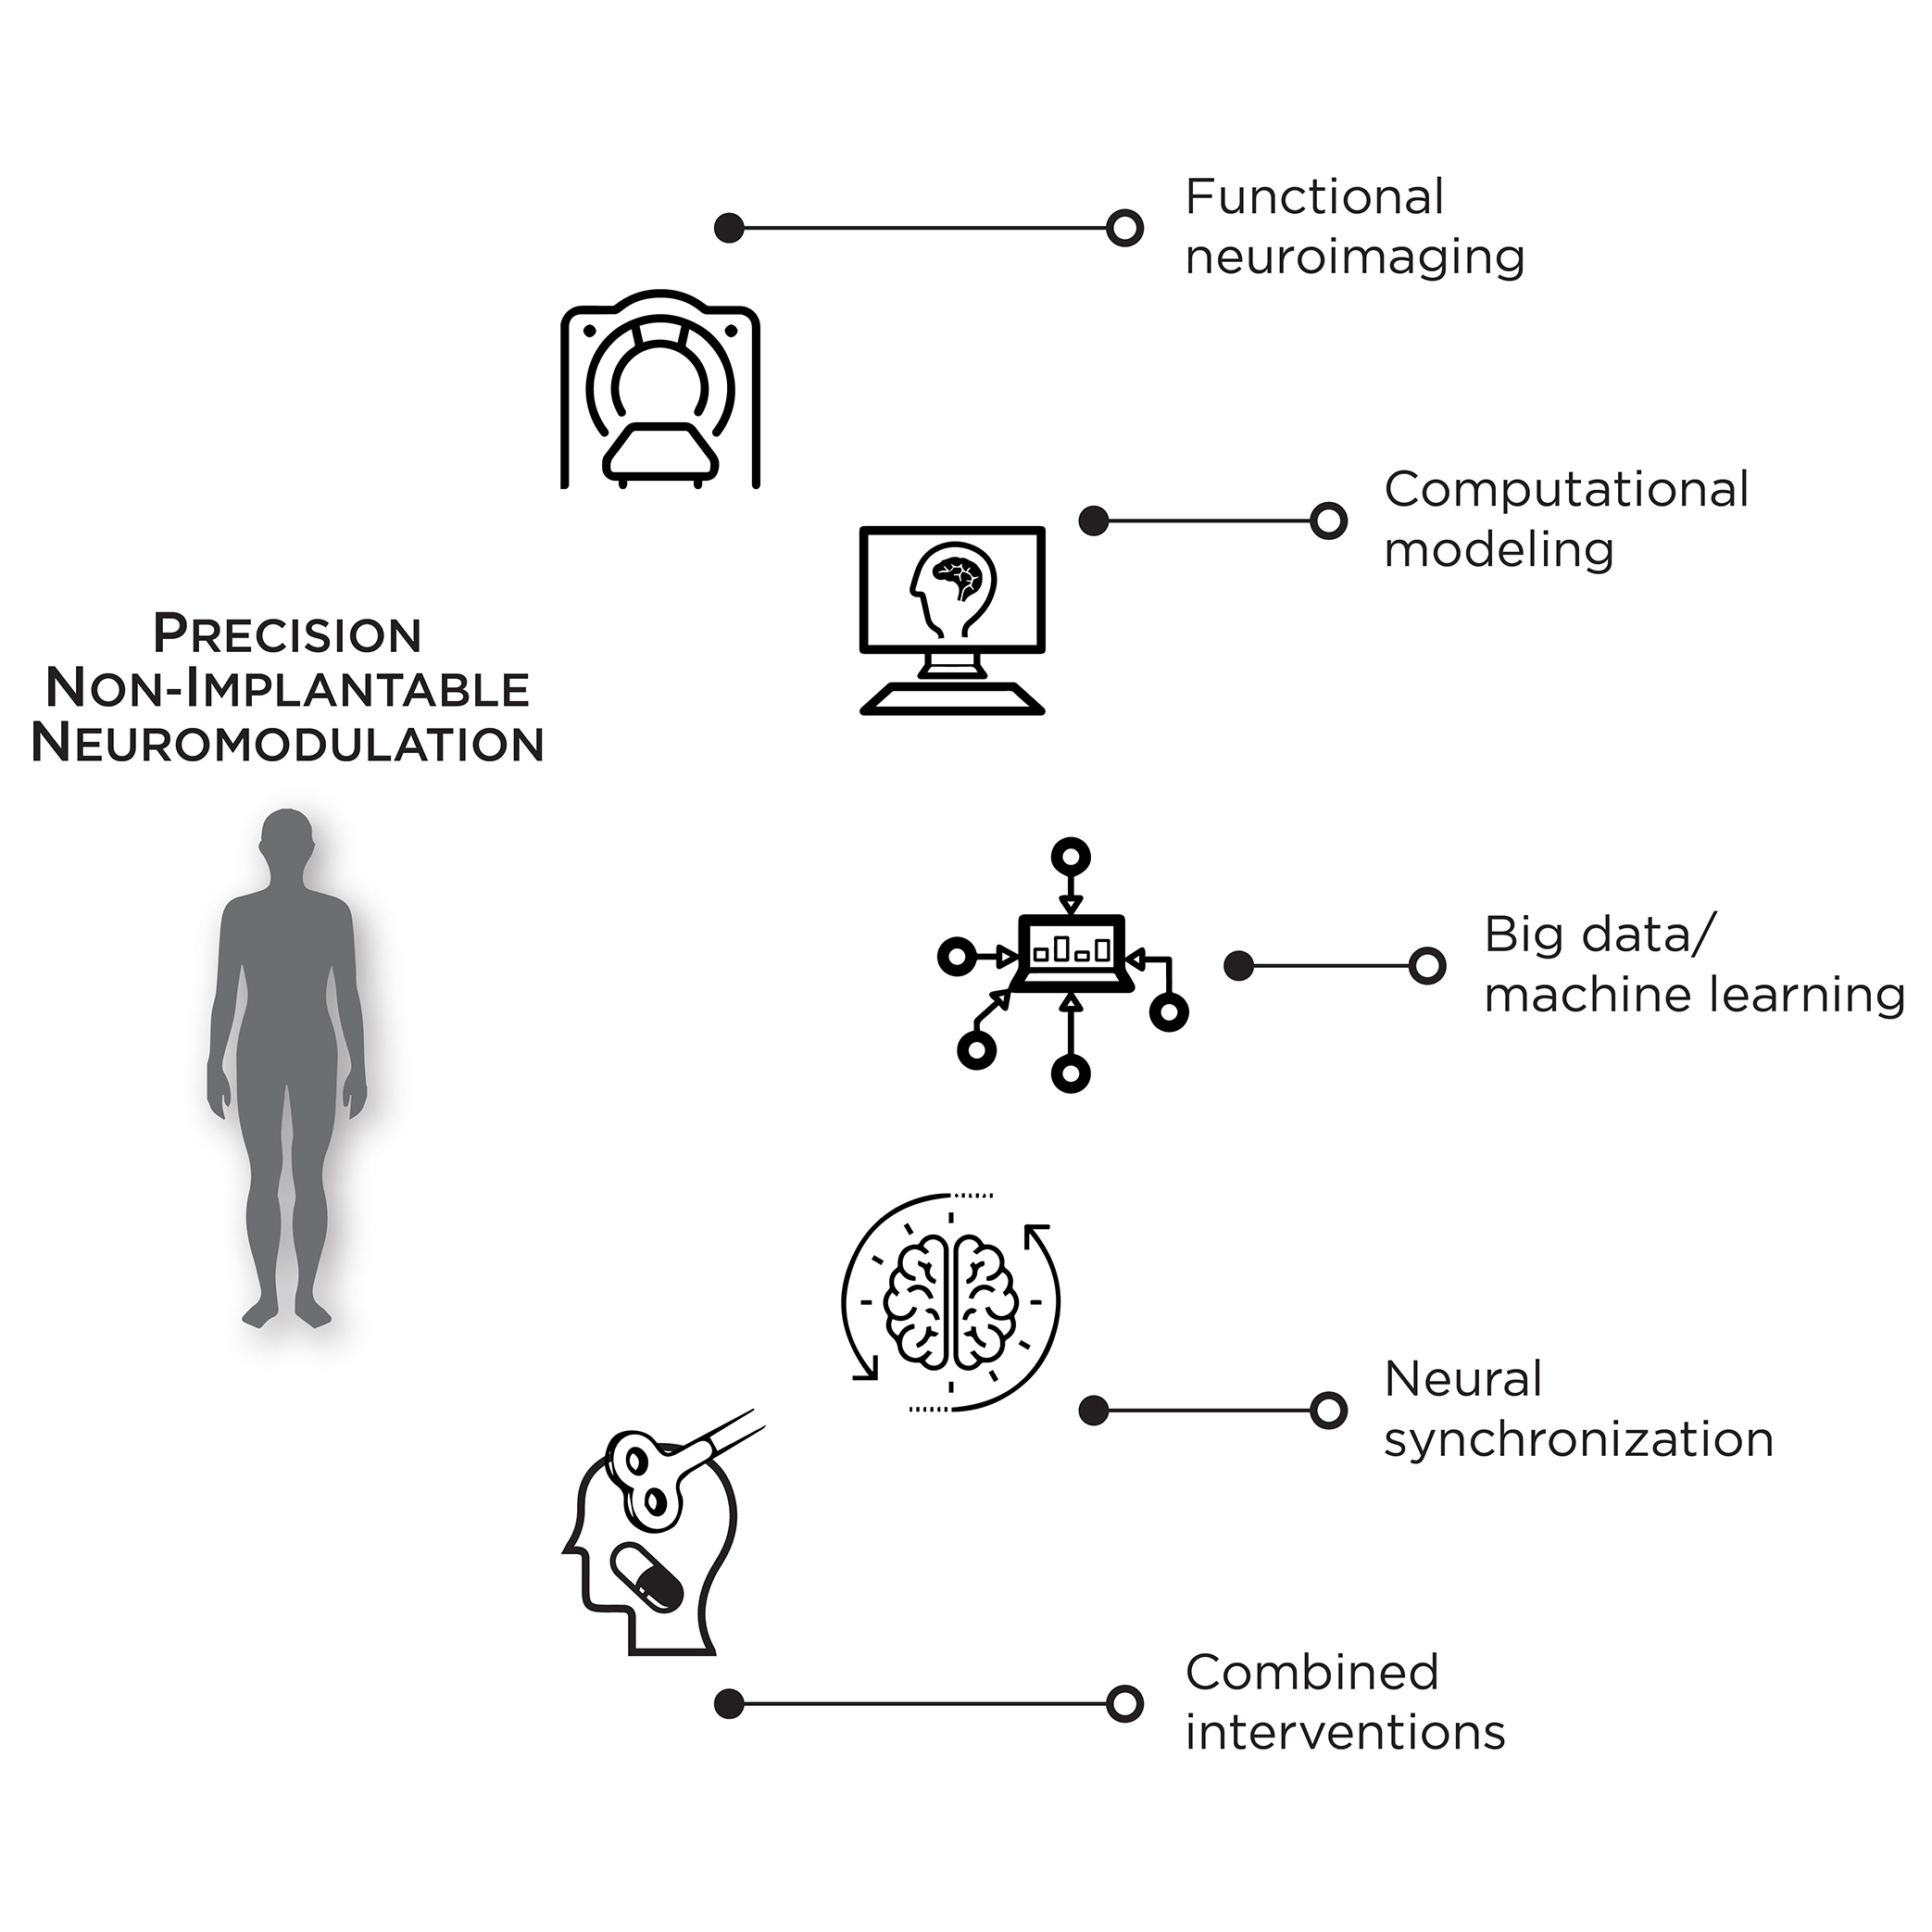 Functional
neuroimaging
Computational
modeling
PRECISION
NON-IMPLANTABLE
NEUROMODULATION
Big data/
machine learning
Neural
synchronization
Combined
interventions